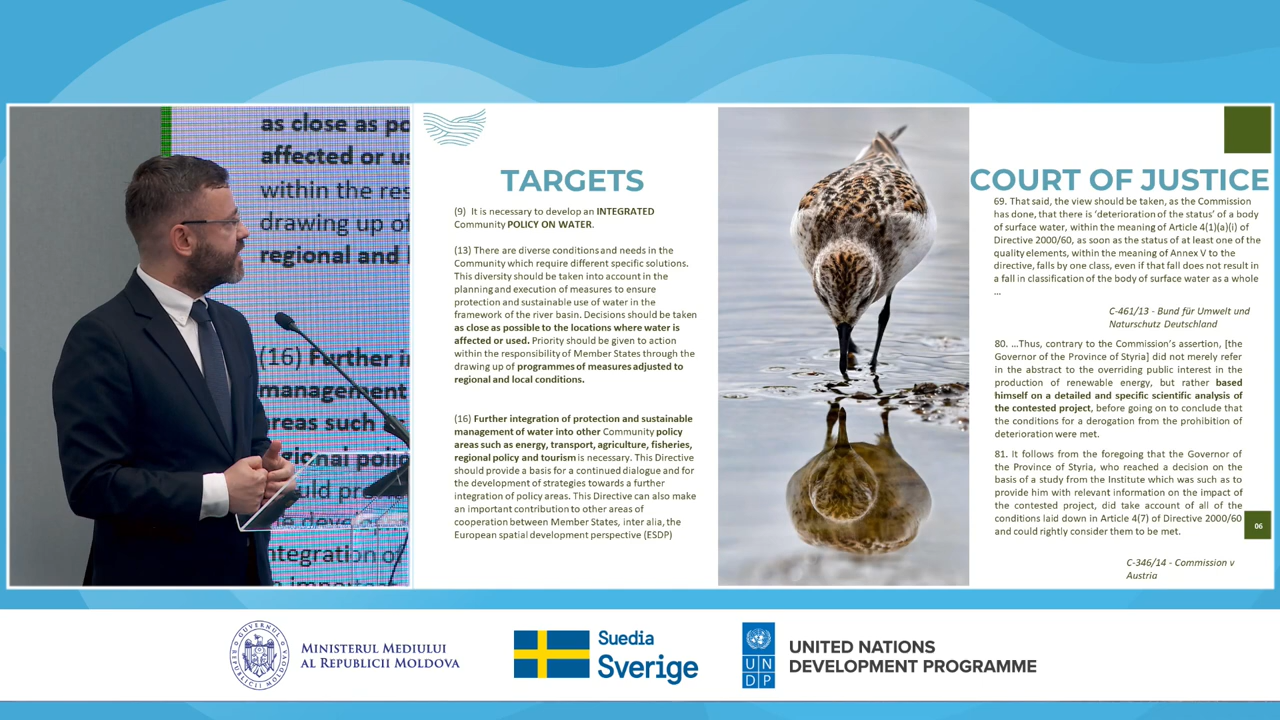 as close as po
affected or us
within the res
drawing up of
regional and l
(16) Further i
management
areas such
integration of
TARGETS
(9) It is necessary to develop an INTEGRATED
Community POLICY ON WATER.
(13) There are diverse conditions and needs in the
Community which require different specific solutions.
This diversity should be taken into account in the
planning and execution of measures to ensure
protection and sustainable use of water in the
framework of the river basin. Decisions should be taken
as close as possible to the locations where water is
affected or used. Priority should be given to action
within the responsibility of Member States through the
drawing up of programmes of measures adjusted to
regional and local conditions.
(16) Further integration of protection and sustainable
management of water into other Community policy
areas such as energy, transport, agriculture, fisheries,
regional policy and tourism is necessary. This Directive
should provide a basis for a continued dialogue and for
the development of strategies towards a further
integration of policy areas. This Directive can also make
an important contribution to other areas of
cooperation between Member States, inter alia, the
European spatial development perspective (ESDP)
COURT OF JUSTICE
69. That said, the view should be taken, as the Commission
has done, that there is ‘deterioration of the status’ of a body
of surface water, within the meaning of Article 4(1)(a)(i) of
Directive 2000/60, as soon as the status of at least one of the
quality elements, within the meaning of Annex V to the
directive, falls by one class, even if that fall does not result in
a fall in classification of the body of surface water as a whole
...
C-461/13 - Bund für Umwelt und
Naturschutz Deutschland
80. ...Thus, contrary to the Commission’s assertion, [the
Governor of the Province of Styria] did not merely refer
in the abstract to the overriding public interest in the
production of renewable energy, but rather based
himself on a detailed and specific scientific analysis of
the contested project, before going on to conclude that
the conditions for a derogation from the prohibition of
deterioration were met.
81. It follows from the foregoing that the Governor of
the Province of Styria, who reached a decision on the
basis of a study from the Institute which was such as to
provide him with relevant information on the impact of
the contested project, did take account of all of the
conditions laid down in Article 4(7) of Directive 2000/60
and could rightly consider them to be met.
06
C-346/14 - Commission v
Austria
MINISTERUL MEDIULUI
AL REPUBLICII MOLDOVA
Suedia
Sverige
U N
D P
UNITED NATIONS
DEVELOPMENT PROGRAMME